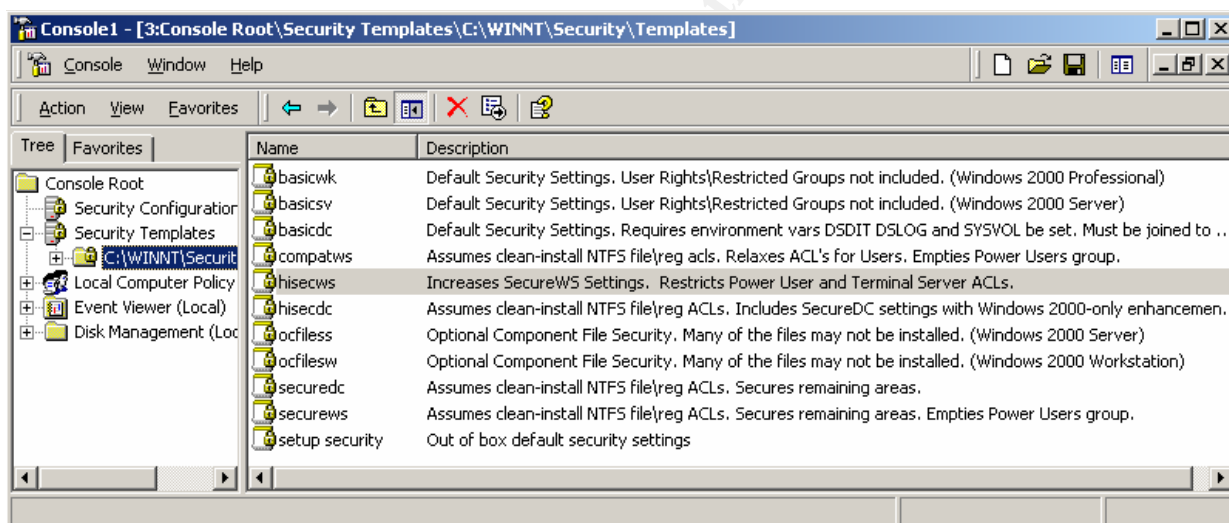 Console1 - [3:Console Root\Security Templates\C:\WINNT\Security\Templates]
Console Window Help
Action View Favorites
Tree Favorites
Name Description
Console Root
Security Configuration
Security Templates
C:\WINNT\Securit
Local Computer Policy
Event Viewer (Local)
Disk Management (Loc
basicwk Default Security Settings. User Rights\Restricted Groups not included. (Windows 2000 Professional)
basicsv Default Security Settings. User Rights\Restricted Groups not included. (Windows 2000 Server)
basicdc Default Security Settings. Requires environment vars DSDIT DSLOG and SYSVOL be set. Must be joined to ..
compatws Assumes clean-install NTFS file\reg acls. Relaxes ACL's for Users. Empties Power Users group.
hisecws Increases SecureWS Settings. Restricts Power User and Terminal Server ACLs.
hisecdc Assumes clean-install NTFS file\reg ACLs. Includes SecureDC settings with Windows 2000-only enhancemen.
ocfiless Optional Component File Security. Many of the files may not be installed. (Windows 2000 Server)
ocfilesw Optional Component File Security. Many of the files may not be installed. (Windows 2000 Workstation)
securedc Assumes clean-install NTFS file\reg ACLs. Secures remaining areas.
securews Assumes clean-install NTFS file\reg ACLs. Secures remaining areas. Empties Power Users group.
setup security Out of box default security settings